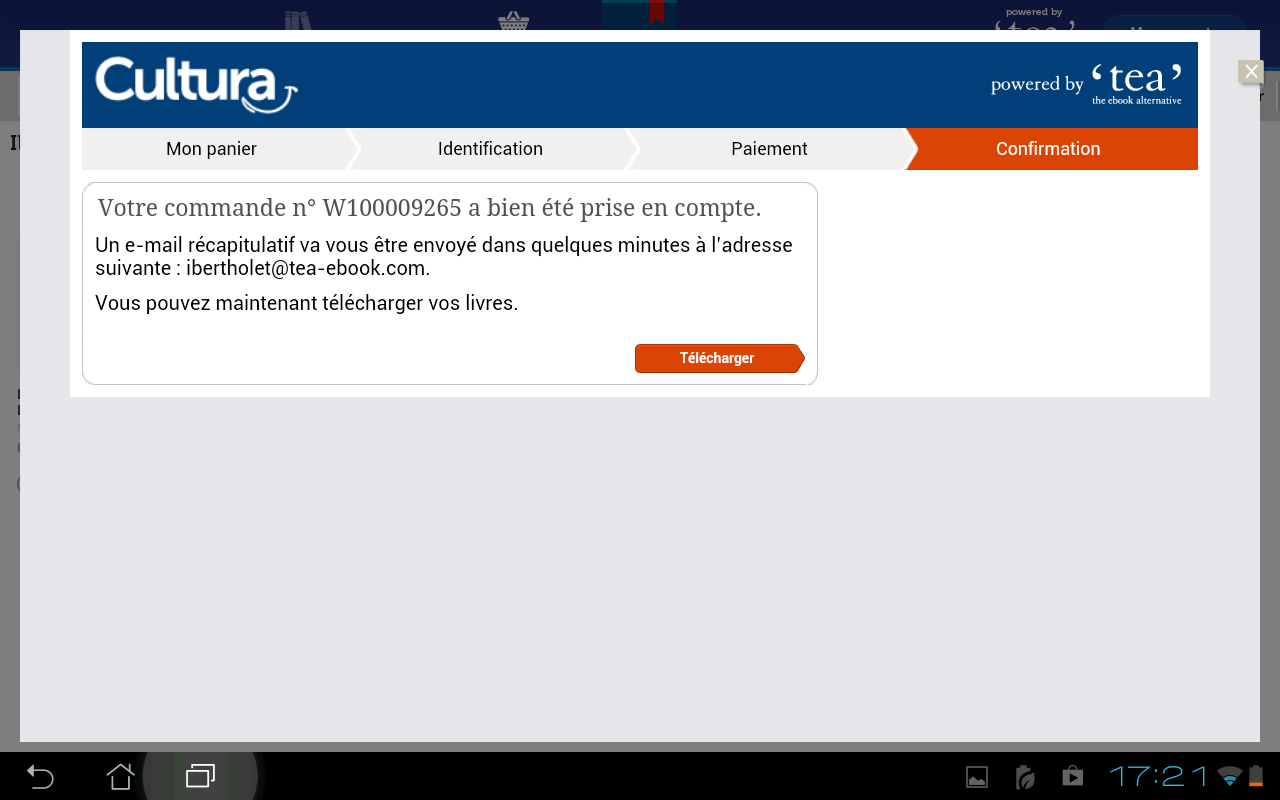 powered by
Cultura
powered by ‘tea’
the ebook alternative
Mon panier
Identification
Paiement
Confirmation
Votre commande n° W100009265 a bien été prise en compte.
Un e-mail récapitulatif va vous être envoyé dans quelques minutes à l'adresse
suivante : ibertholet@tea-ebook.com.
Vous pouvez maintenant télécharger vos livres.
Télécharger
17:21